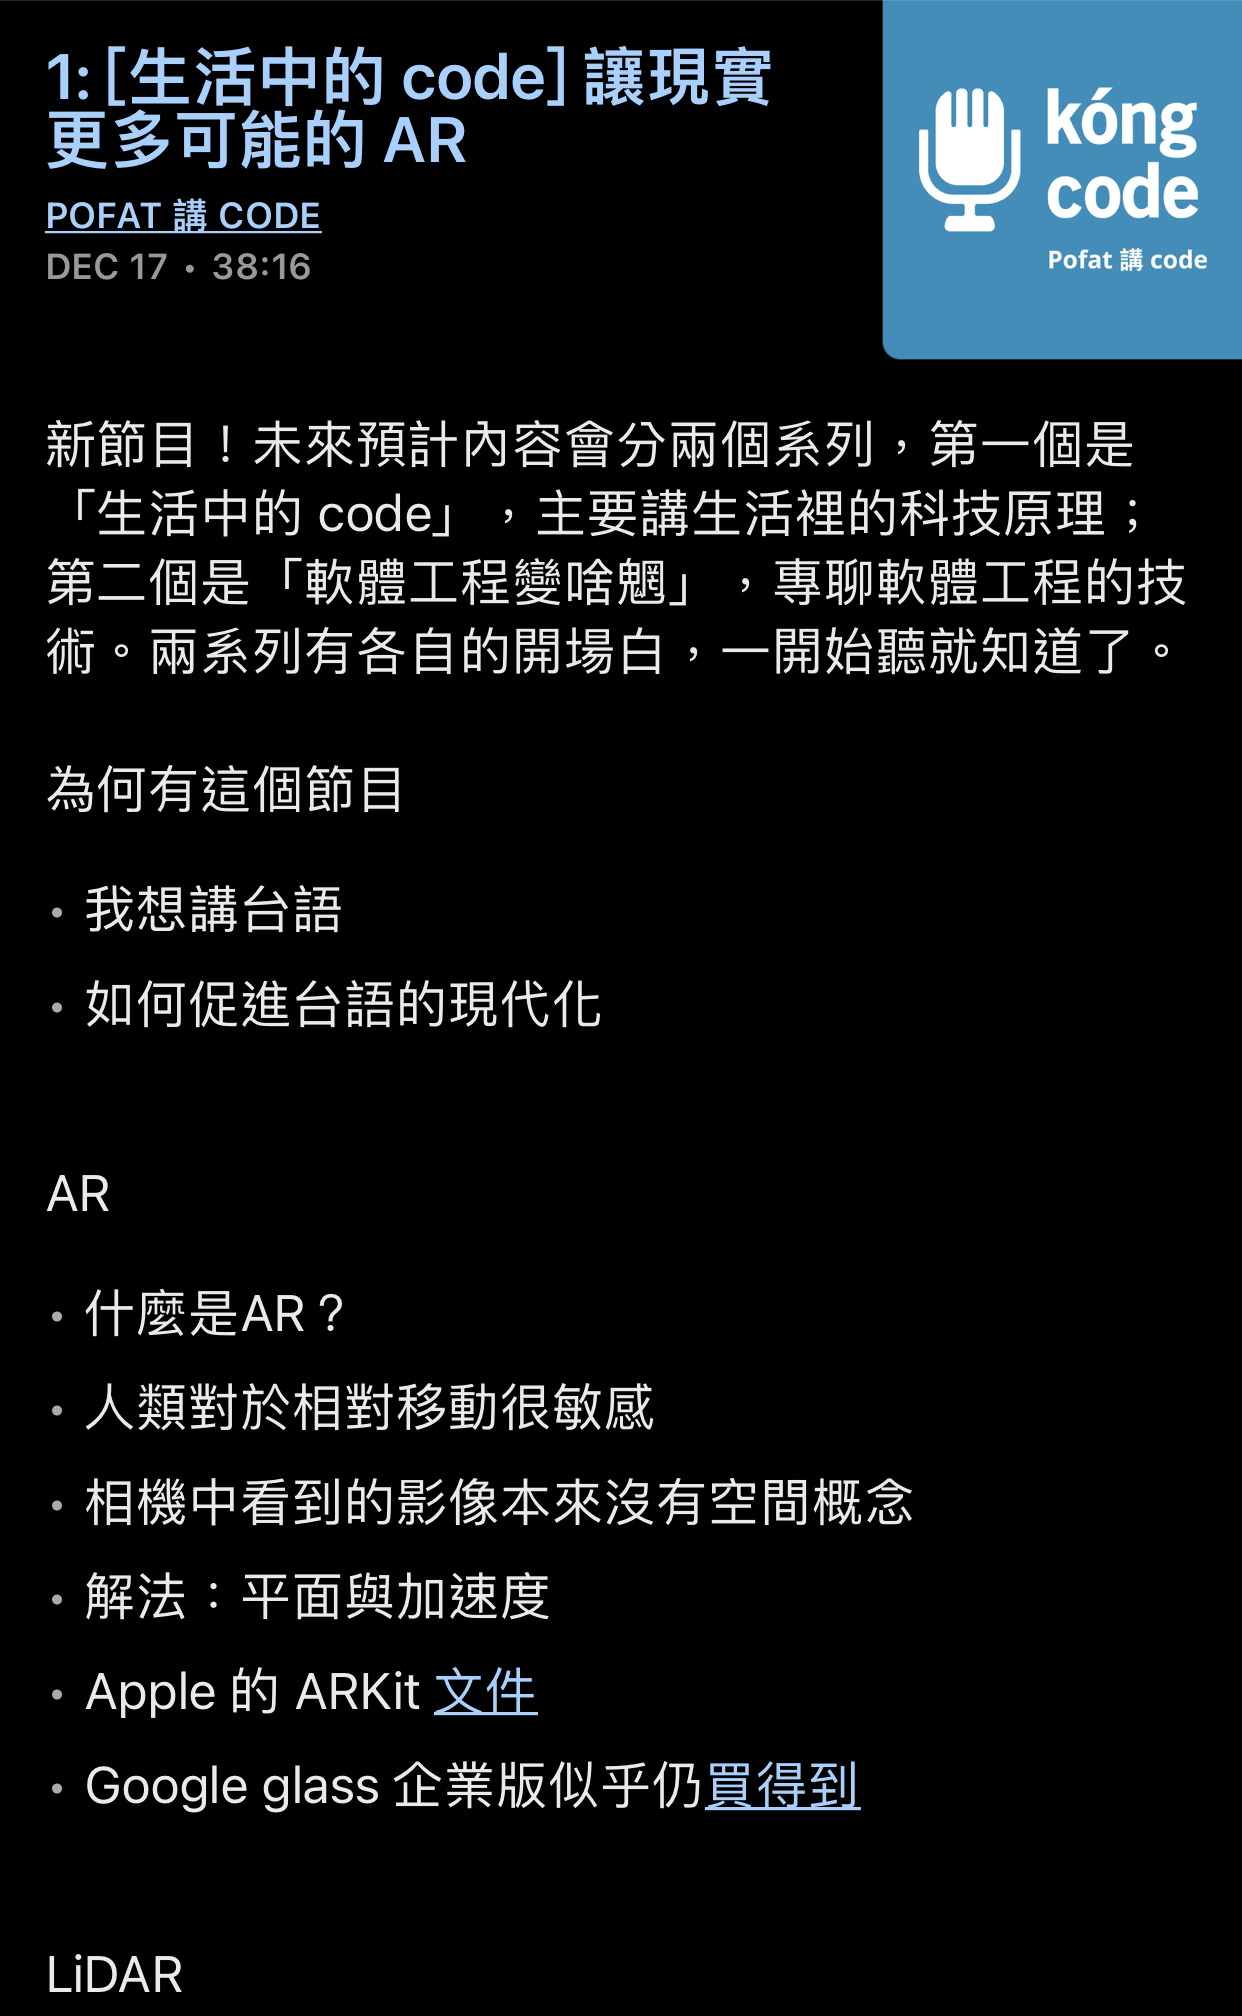 1: [生活中的 code] 讓現實
更多可能的 AR
POFAT 講 CODE
DEC 17 • 38:16
kóng
code
Pofat 講 code
新節目！未來預計內容會分兩個系列，第一個是
「生活中的 code」，主要講生活裡的科技原理；
第二個是「軟體工程變啥魍」，專聊軟體工程的技
術。兩系列有各自的開場白，一開始聽就知道了。
為何有這個節目
• 我想講台語
• 如何促進台語的現代化
AR
• 什麼是AR？
• 人類對於相對移動很敏感
• 相機中看到的影像本來沒有空間概念
• 解法：平面與加速度
• Apple 的 ARKit 文件
• Google glass 企業版似乎仍買得到
LiDAR